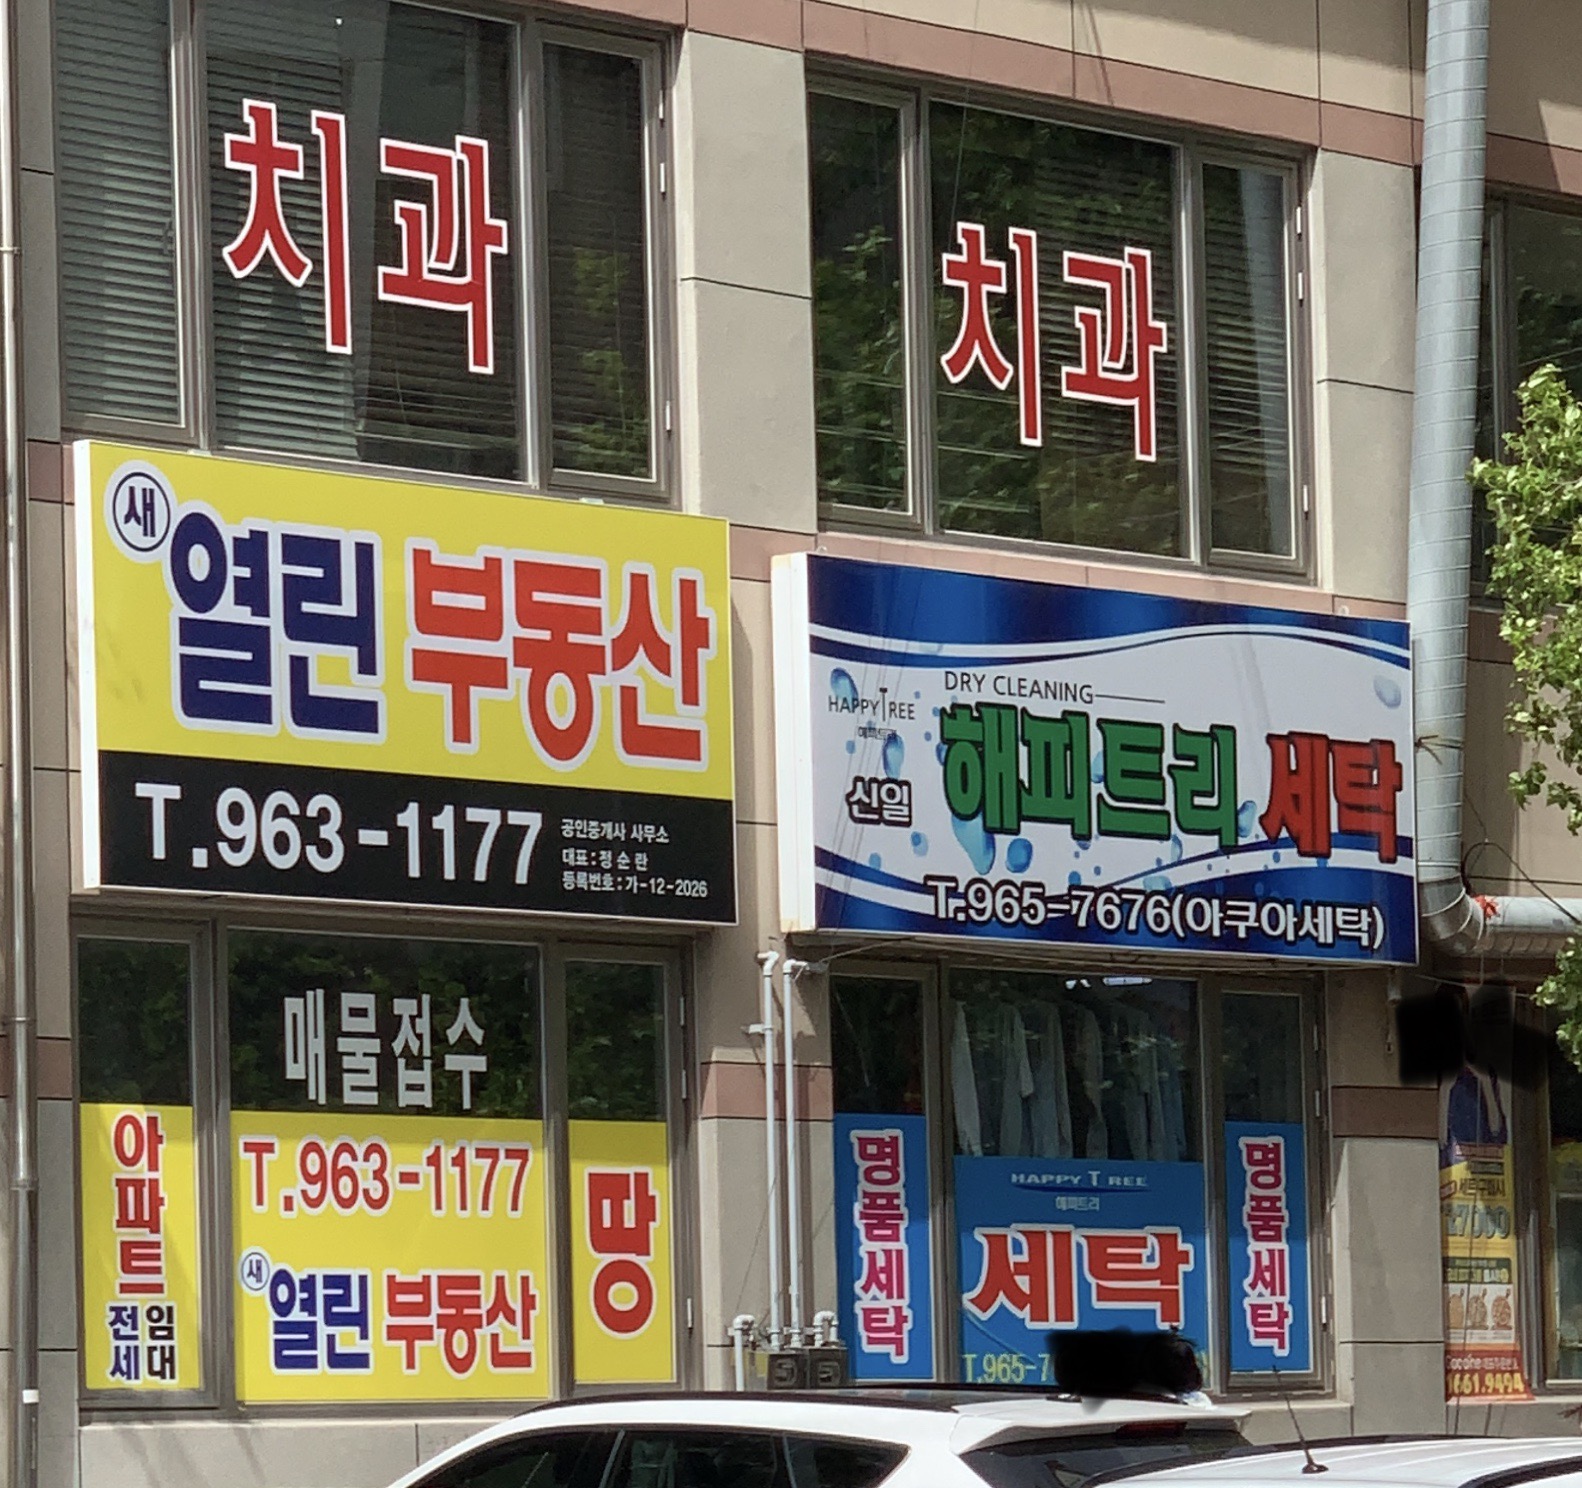 치과
치과
새
열린 부동산
T.963-1177
공인중개사 사무소
대표:정순란
등록번호:가-12-2026
DRY CLEANING
HAPPY TREE
해피트리
신일
해피트리 세탁
T.965-7676(아쿠아세탁)
매물접수
아파트
전세
임대
T.963-1177
새
열린 부동산
땅
명품세탁
HAPPY TREE
해피트리
세탁
T.965-7
명품세탁